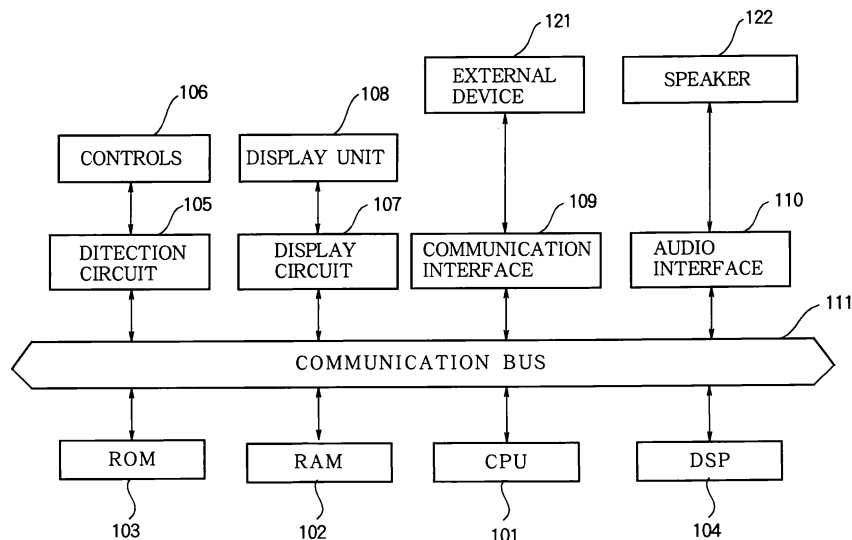 121
122
EXTERNAL
DEVICE
SPEAKER
106
108
CONTROLS
DISPLAY UNIT
105
107
109
110
DITECTION
CIRCUIT
DISPLAY
CIRCUIT
COMMUNICATION
INTERFACE
AUDIO
INTERFACE
111
COMMUNICATION BUS
ROM
RAM
CPU
DSP
103
102
101
104